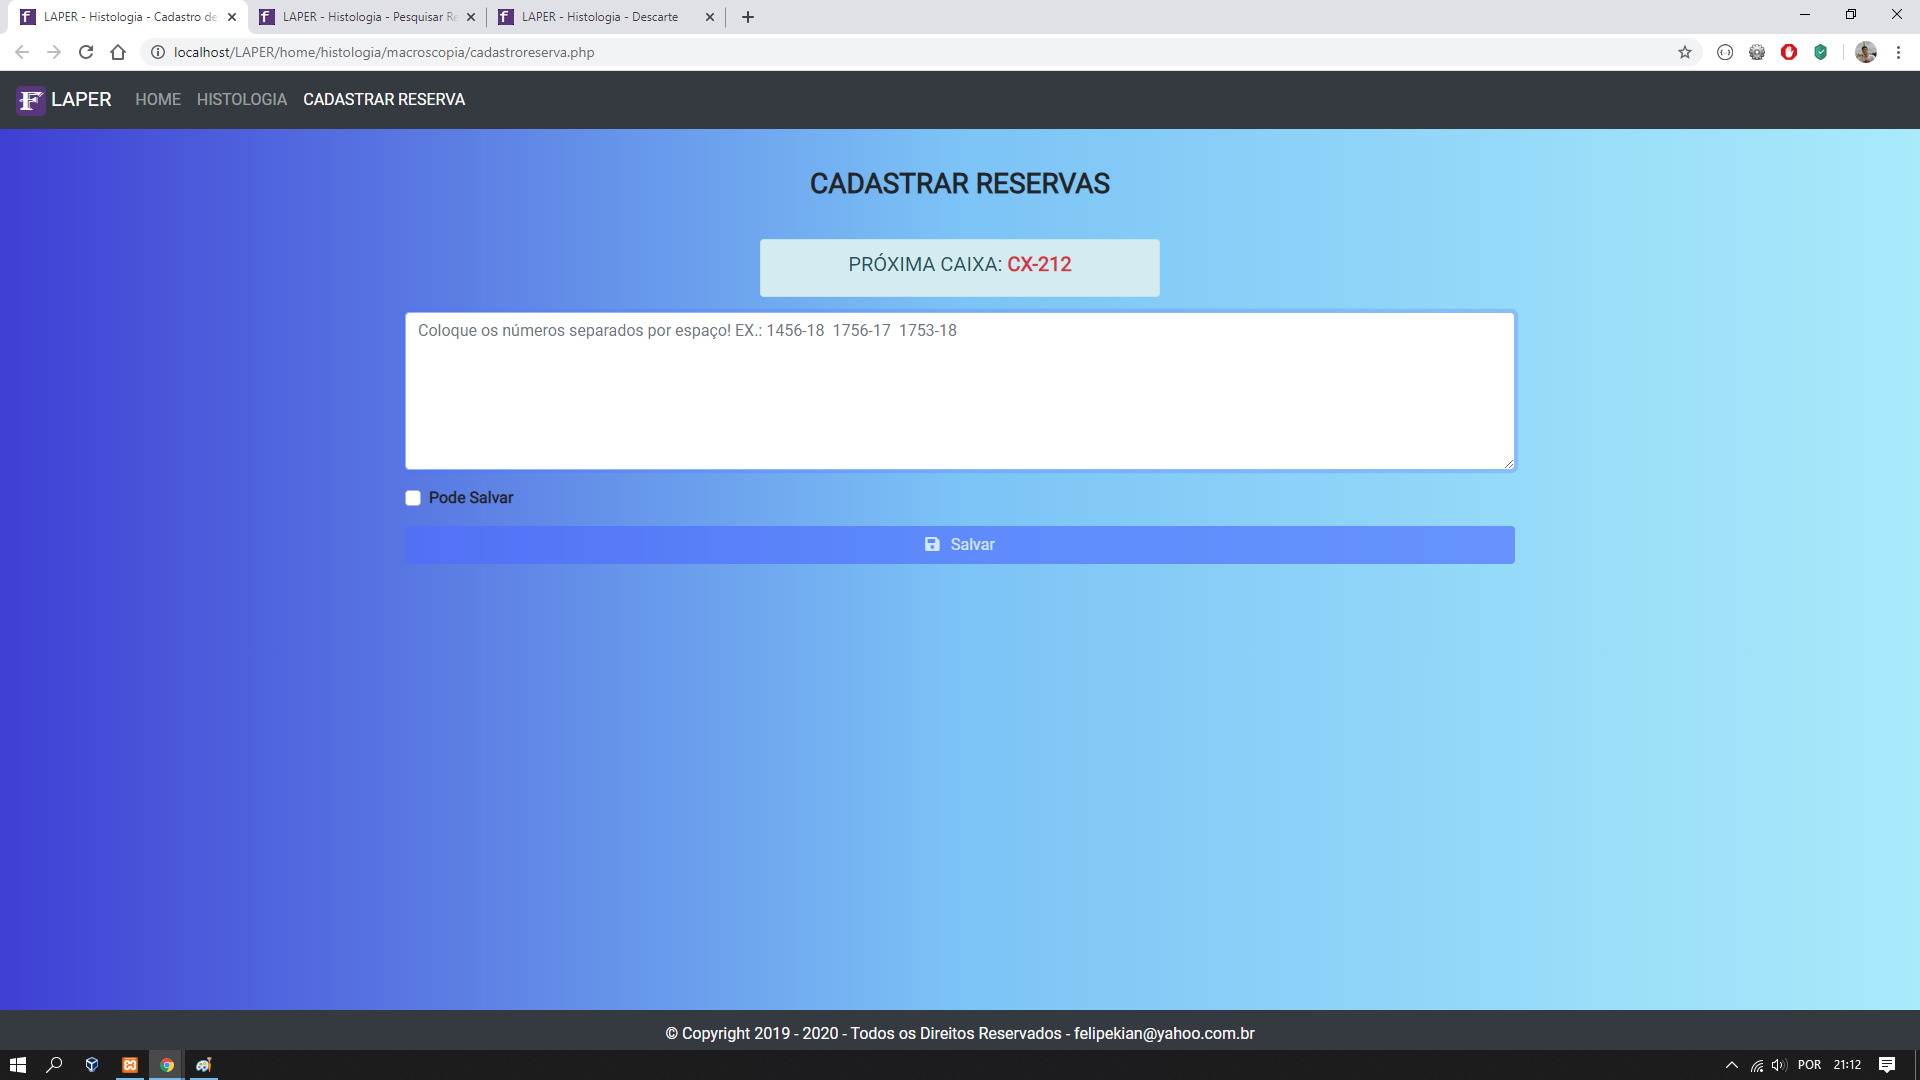 LAPER - Histologia - Cadastro de
LAPER - Histologia - Pesquisar Re
LAPER - Histologia - Descarte
localhost/LAPER/home/histologia/macroscopia/cadastroreserva.php
LAPER HOME HISTOLOGIA CADASTRAR RESERVA
CADASTRAR RESERVAS
PRÓXIMA CAIXA: CX-212
Coloque os números separados por espaço! EX.: 1456-18  1756-17  1753-18
Pode Salvar
Salvar
© Copyright 2019 - 2020 - Todos os Direitos Reservados - felipekian@yahoo.com.br
POR 21:12